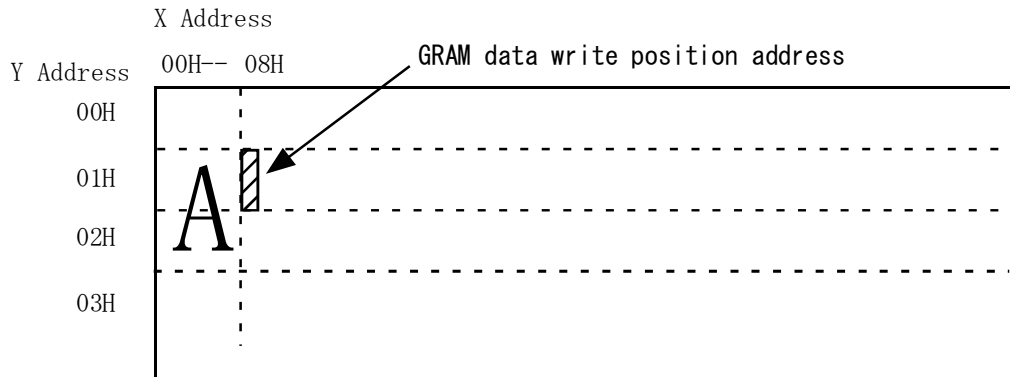 X Address
GRAM data write position address
Y Address 00H-- 08H
00H
01H
A
02H
03H